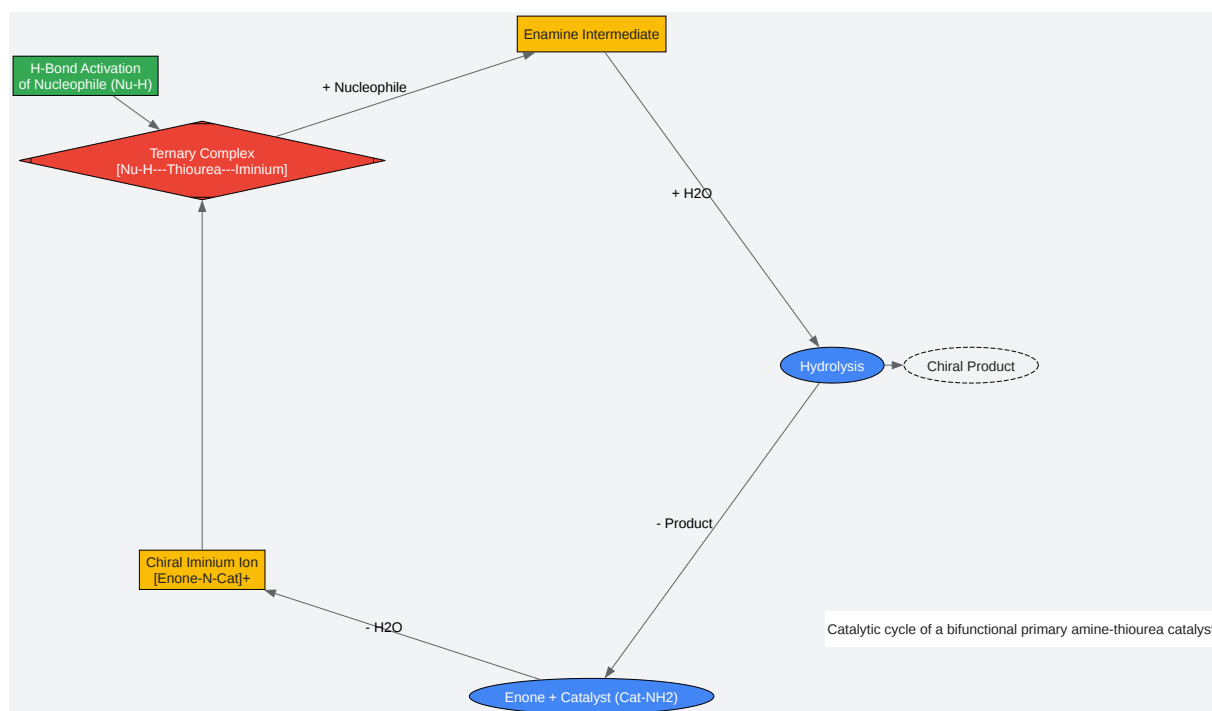 Enamine Intermediate
H-Bond Activation
of Nucleophile (Nu-H)
+ Nucleophile
Ternary Complex
[Nu-H---Thiourea---Iminium]
+ H2O
Hydrolysis
Chiral Product
- Product
Chiral Iminium Ion
[Enone-N-Cat]+
- H2O
Catalytic cycle of a bifunctional primary amine-thiourea catalyst
Enone + Catalyst (Cat-NH2)